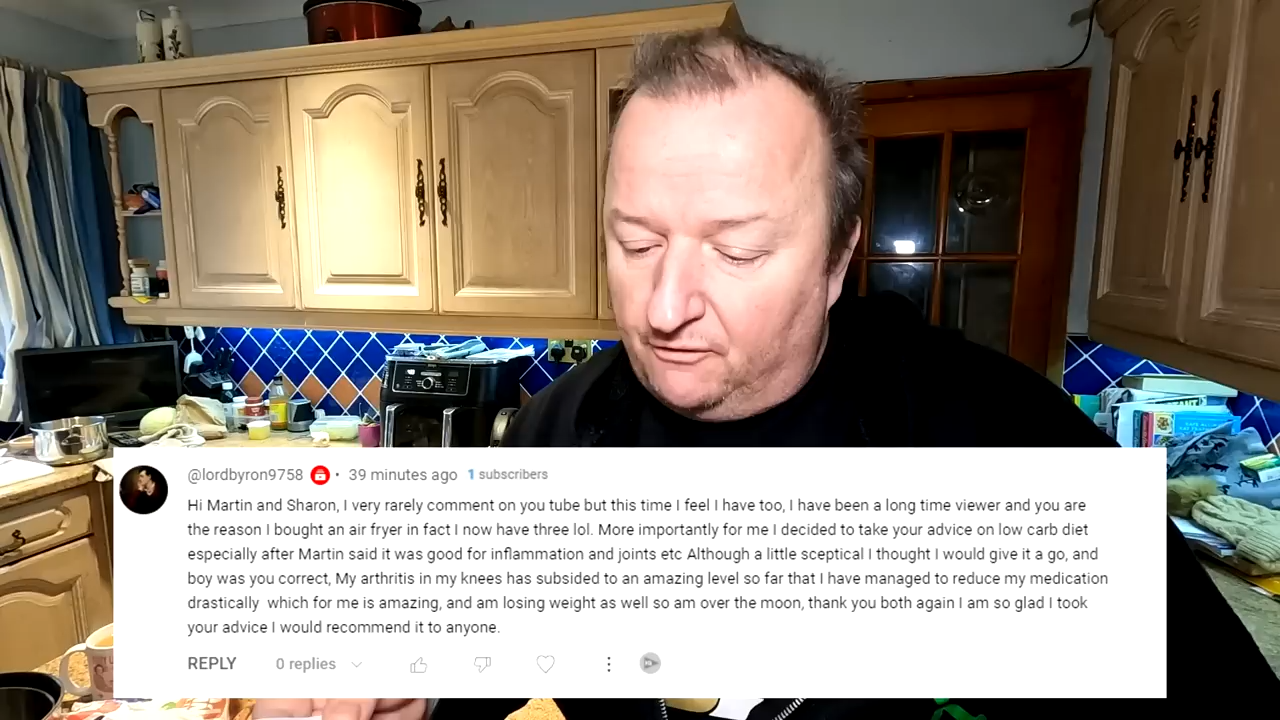 @lordbyron9758 • 39 minutes ago 1 subscribers
Hi Martin and Sharon, I very rarely comment on you tube but this time I feel I have too, I have been a long time viewer and you are
the reason I bought an air fryer in fact I now have three lol. More importantly for me I decided to take your advice on low carb diet
especially after Martin said it was good for inflammation and joints etc Although a little sceptical I thought I would give it a go, and
boy was you correct, My arthritis in my knees has subsided to an amazing level so far that I have managed to reduce my medication
drastically  which for me is amazing, and am losing weight as well so am over the moon, thank you both again I am so glad I took
your advice I would recommend it to anyone.
REPLY 0 replies